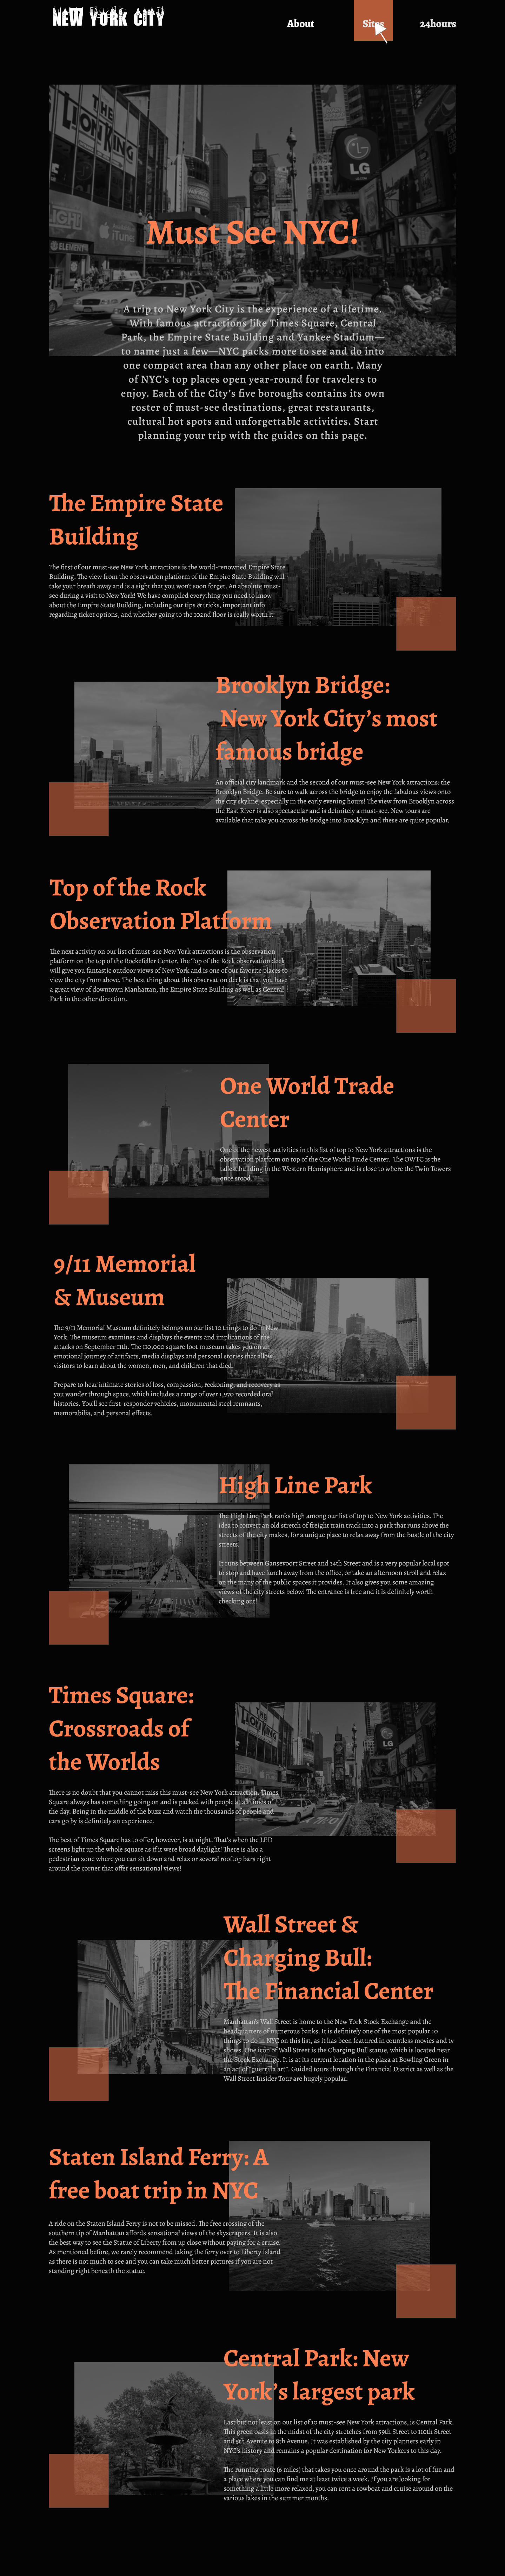 NEW YORK CITY
About
Sites
24hours
THE LION KING
LG
iTunes
ELEMENTS
Must See NYC!
A trip to New York City is the experience of a lifetime.
With famous attractions like Times Square, Central
Park, the Empire State Building and Yankee Stadium—
to name just a few—NYC packs more to see and do into
one compact area than any other place on earth. Many
of NYC's top places open year-round for travelers to
enjoy. Each of the City's five boroughs contains its own
roster of must-see destinations, great restaurants,
cultural hot spots and unforgettable activities. Start
planning your trip with the guides on this page.
The Empire State
Building
The first of our must-see New York attractions is the world-renowned Empire State
Building. The view from the observation platform of the Empire State Building will
take your breath away and is a sight that you won't soon forget. An absolute must-
see during a visit to New York! We have compiled everything you need to know
about the Empire State Building, including our tips & tricks, important info
regarding ticket options, and whether going to the 102nd floor is really worth it
Brooklyn Bridge:
New York City's most
famous bridge
An official city landmark and the second of our must-see New York attractions: the
Brooklyn Bridge. Be sure to walk across the bridge to enjoy the fabulous views onto
the city skyline, especially in the early evening hours! The view from Brooklyn across
the East River is also spectacular and is definitely a must-see. New tours are
available that take you across the bridge into Brooklyn and these are quite popular.
Top of the Rock
Observation Platform
The next activity on our list of must-see New York attractions is the observation
platform on the top of the Rockefeller Center. The Top of the Rock observation deck
will give you fantastic outdoor views of New York and is one of our favorite places to
view the city from above. The best thing about this observation deck is that you have
a great view of downtown Manhattan, the Empire State Building as well as Central
Park in the other direction.
One World Trade
Center
One of the newest activities in this list of top 10 New York attractions is the
observation platform on top of the One World Trade Center. The OWTC is the
tallest building in the Western Hemisphere and is close to where the Twin Towers
once stood.
9/11 Memorial
& Museum
The 9/11 Memorial Museum definitely belongs on our list 10 things to do in New
York. The museum examines and displays the events and implications of the
attacks on September 11th. The 110,000 square foot museum takes you on an
emotional journey of artifacts, media displays and personal stories that allow
visitors to learn about the women, men, and children that died.
Prepare to hear intimate stories of loss, compassion, reckoning, and recovery as
you wander through space, which includes a range of over 1,970 recorded oral
histories. You'll see first-responder vehicles, monumental steel remnants,
memorabilia, and personal effects.
High Line Park
The High Line Park ranks high among our list of top 10 New York activities. The
idea to convert an old stretch of freight train track into a park that runs above the
streets of the city makes, for a unique place to relax away from the bustle of the city
streets.
It runs between Gansevoort Street and 34th Street and is a very popular local spot
to stop and have lunch away from the office, or take an afternoon stroll and relax
on the many of the public spaces it provides. It also gives you some amazing
views of the city streets below! The entrance is free and it is definitely worth
checking out!
Times Square:
Crossroads of
the Worlds
There is no doubt that you cannot miss this must-see New York attraction. Times
Square always has something going on and is packed with people at all times of
the day. Being in the middle of the buzz and watch the thousands of people and
cars go by is definitely an experience.
The best of Times Square has to offer, however, is at night. That's when the LED
screens light up the whole square as if it were broad daylight! There is also a
pedestrian zone where you can sit down and relax or several rooftop bars right
around the corner that offer sensational views!
Wall Street &
Charging Bull:
The Financial Center
Manhattan's Wall Street is home to the New York Stock Exchange and the
headquarters of numerous banks. It is definitely one of the most popular 10
things to do in NYC on this list, as it has been featured in countless movies and tv
shows. One icon of Wall Street is the Charging Bull statue, which is located near
the Stock Exchange. It is at its current location in the plaza at Bowling Green in
an act of "guerrilla art". Guided tours through the Financial District as well as the
Wall Street Insider Tour are hugely popular.
Staten Island Ferry: A
free boat trip in NYC
A ride on the Staten Island Ferry is not to be missed. The free crossing of the
southern tip of Manhattan affords sensational views of the skyscrapers. It is also
the best way to see the Statue of Liberty from up close without paying for a cruise!
As mentioned before, we rarely recommend taking the ferry over to Liberty Island
as there is not much to see and you can take much better pictures if you are not
standing right beneath the statue.
Central Park: New
York's largest park
Last but not least on our list of 10 must-see New York attractions, is Central Park.
This green oasis in the midst of the city stretches from 59th Street to 110th Street
and 5th Avenue to 8th Avenue. It was established by the city planners early in
NYC's history and remains a popular destination for New Yorkers to this day.
The running route (6 miles) that takes you once around the park is a lot of fun and
a place where you can find me at least twice a week. If you are looking for
something a little more relaxed, you can rent a rowboat and cruise around on the
various lakes in the summer months.